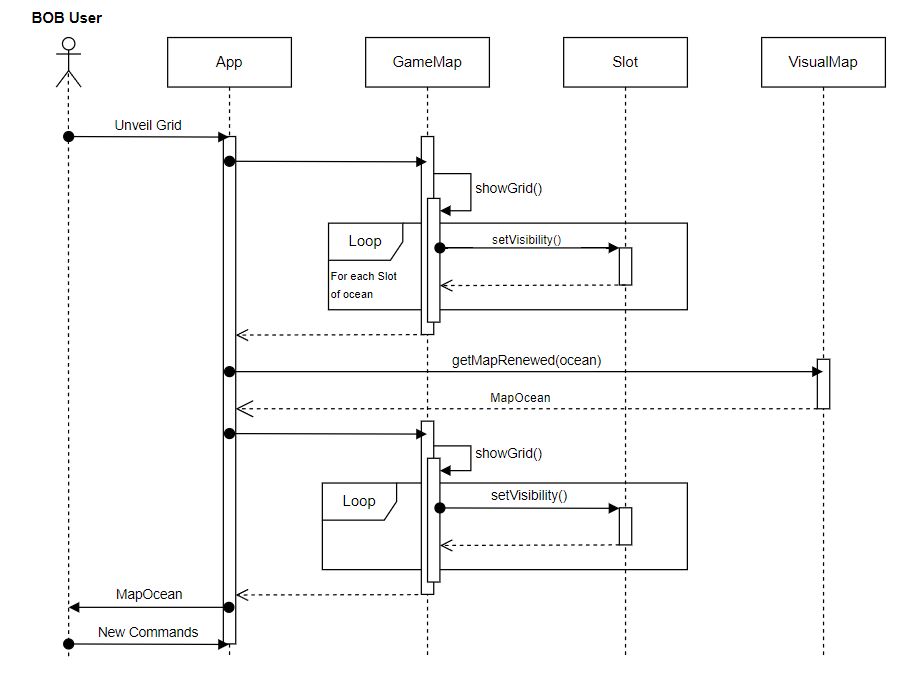 BOB User
App
GameMap
Slot
VisualMap
Unveil Grid
showGrid()
Loop
setVisibility()
For each Slot
of ocean
getMapRenewed(ocean)
MapOcean
showGrid()
Loop
setVisibility()
MapOcean
New Commands